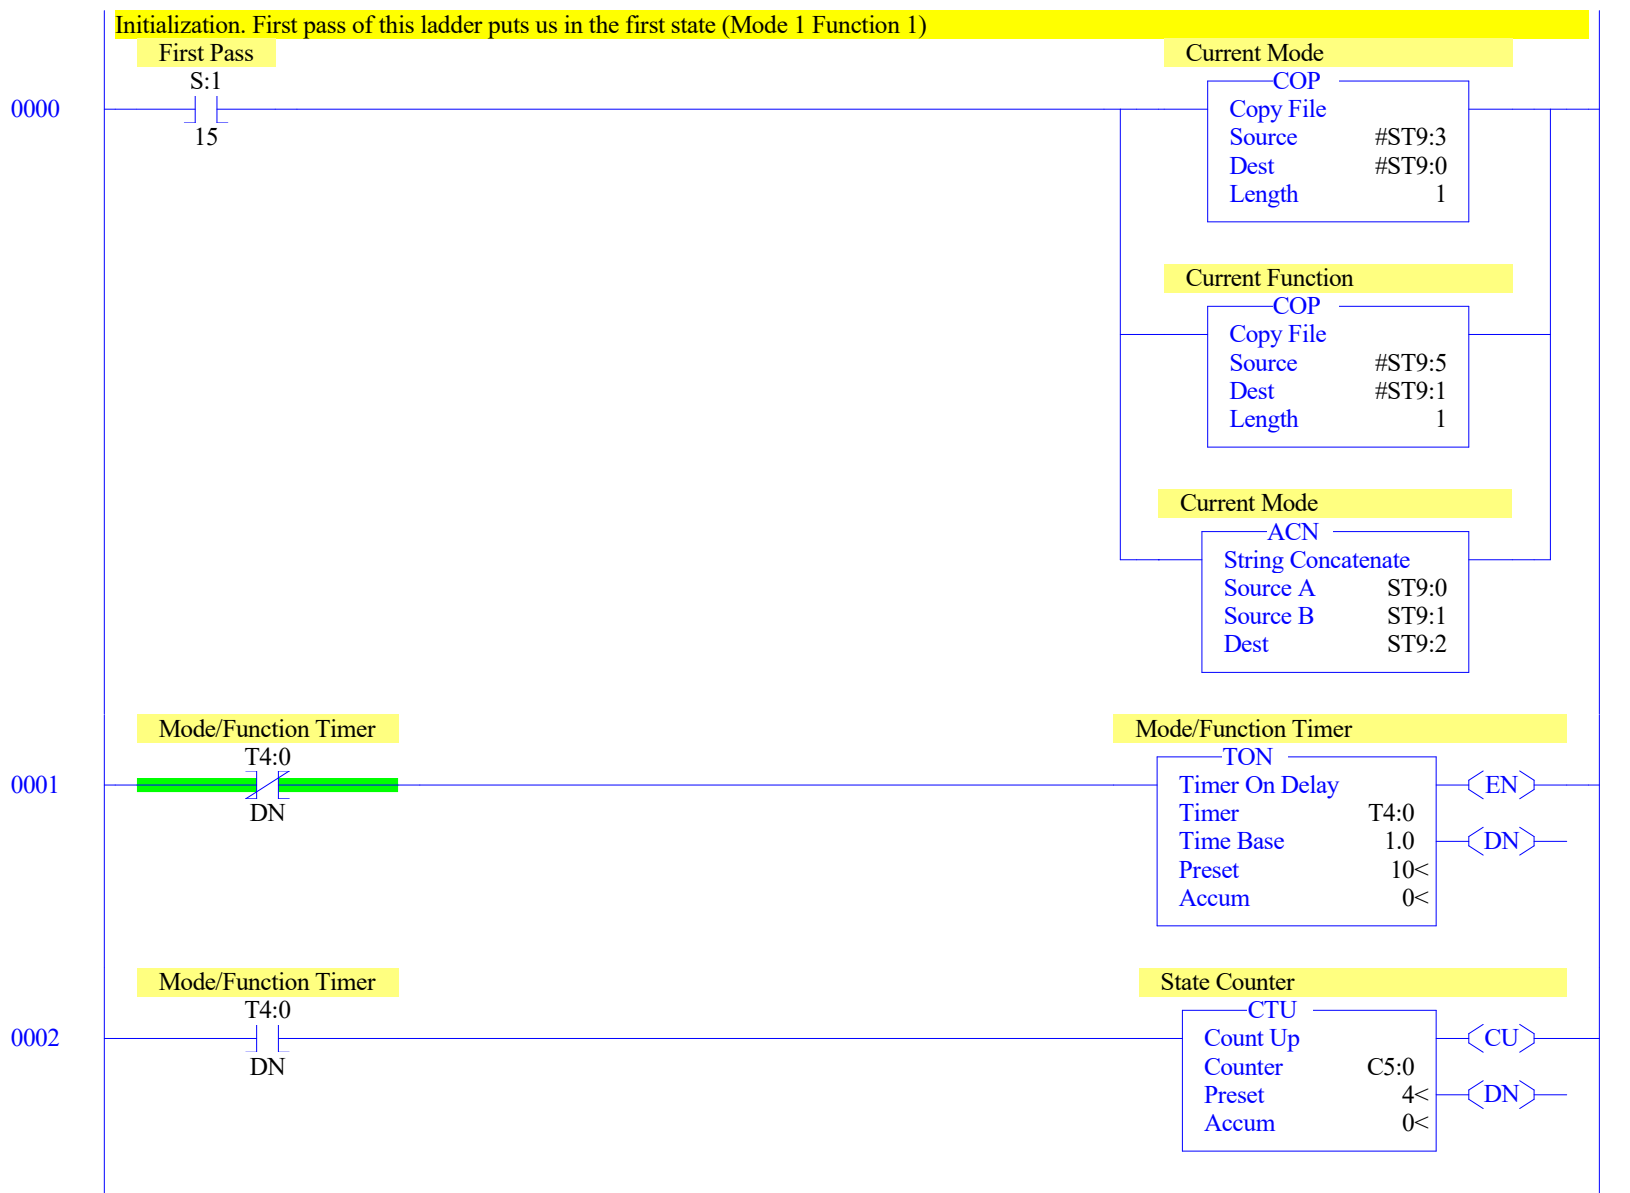 Initialization. First pass of this ladder puts us in the first state (Mode 1 Function 1)
First Pass
S:1
15
0000
Current Mode
COP
Copy File
Source #ST9:3
Dest #ST9:0
Length 1
Current Function
COP
Copy File
Source #ST9:5
Dest #ST9:1
Length 1
Current Mode
ACN
String Concatenate
Source A ST9:0
Source B ST9:1
Dest ST9:2
Mode/Function Timer
T4:0
DN
0001
Mode/Function Timer
TON
Timer On Delay
Timer T4:0
Time Base 1.0
Preset 10<
Accum 0<
EN
DN
Mode/Function Timer
T4:0
DN
0002
State Counter
CTU
Count Up
Counter C5:0
Preset 4<
Accum 0<
CU
DN